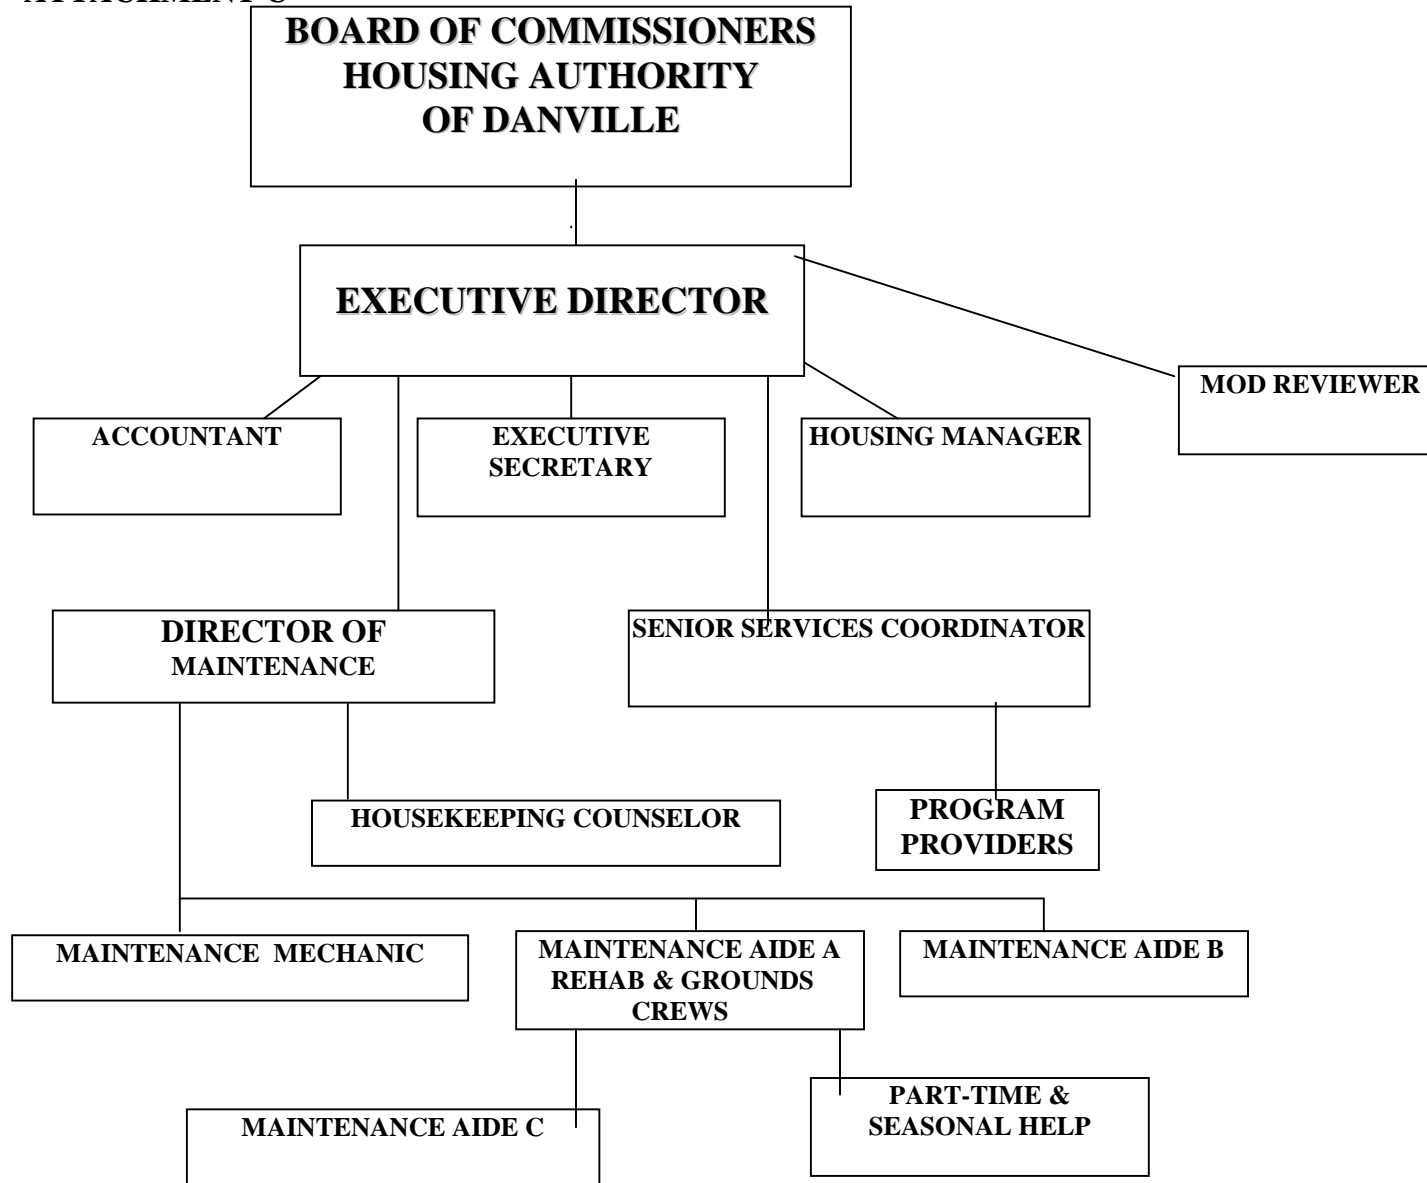 BOARD OF COMMISSIONERS
HOUSING AUTHORITY
OF DANVILLE
EXECUTIVE DIRECTOR
MOD REVIEWER
ACCOUNTANT
EXECUTIVE
SECRETARY
HOUSING MANAGER
DIRECTOR OF
MAINTENANCE
SENIOR SERVICES COORDINATOR
HOUSEKEEPING COUNSELOR
PROGRAM
PROVIDERS
MAINTENANCE MECHANIC
MAINTENANCE AIDE A
REHAB & GROUNDS
CREWS
MAINTENANCE AIDE B
MAINTENANCE AIDE C
PART-TIME &
SEASONAL HELP